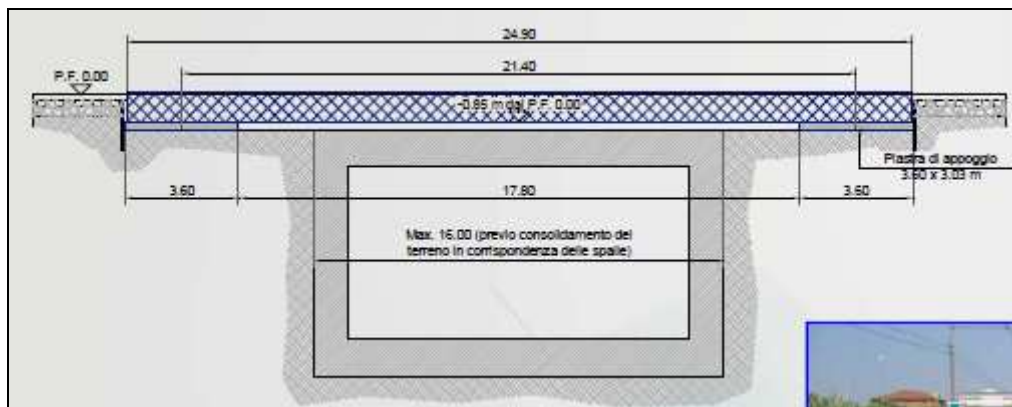 24.90
P.F. 0.00
21.40
-0.85 m dal P.F. 0.00
Piastra di appoggio
3.60 x 3.03 m
3.60
17.80
3.60
Max. 16.00 (previo consolidamento del
terreno in corrispondenza delle spalle)